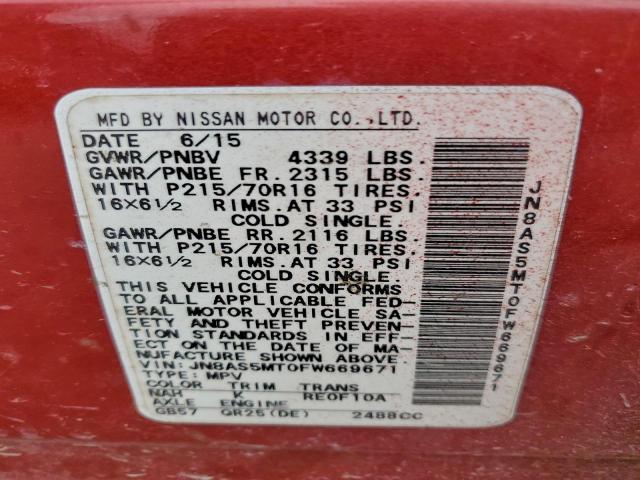 MFD BY NISSAN MOTOR CO., LTD.
DATE 6/15
GVWR/PNBV 4339 LBS.
GAWR/PNBE FR. 2315 LBS.
WITH P215/70R16 TIRES.
16X6½ RIMS. AT 33 PSI
COLD SINGLE.
GAWR/PNBE RR. 2116 LBS.
WITH P215/70R16 TIRES.
16X6½ RIMS. AT 33 PSI
COLD SINGLE.
THIS VEHICLE CONFORMS
TO ALL APPLICABLE FED-
ERAL MOTOR VEHICLE SA-
FETY AND THEFT PREVEN-
TION STANDARDS IN EFF-
ECT ON THE DATE OF MA-
NUFACTURE SHOWN ABOVE.
VIN: JN8AS5MT0FW669671
TYPE: MPV
COLOR TRIM TRANS
NAH K RE0F10A
AXLE ENGINE
GB57 QR25(DE) 2488CC
JN8AS5MT0FW669671